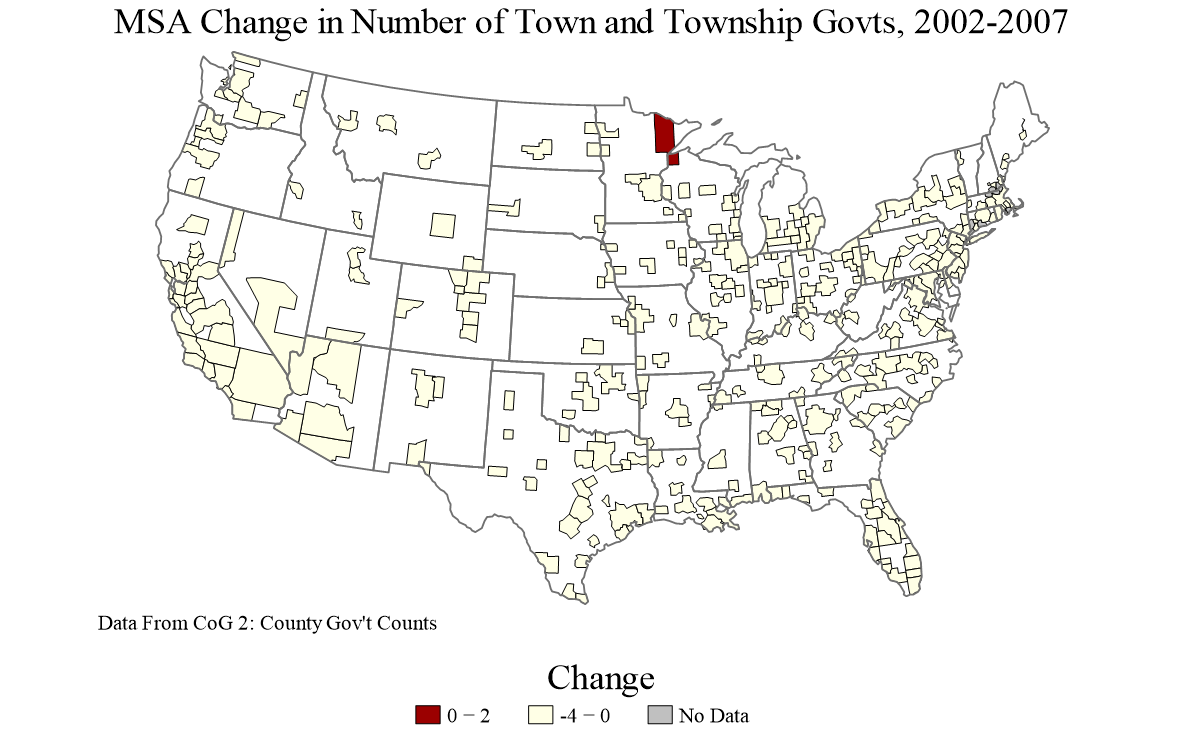 MSA Change in Number of Town and Township Govts, 2002-2007
Data From CoG 2: County Gov't Counts
Change
0 − 2 -4 − 0 No Data